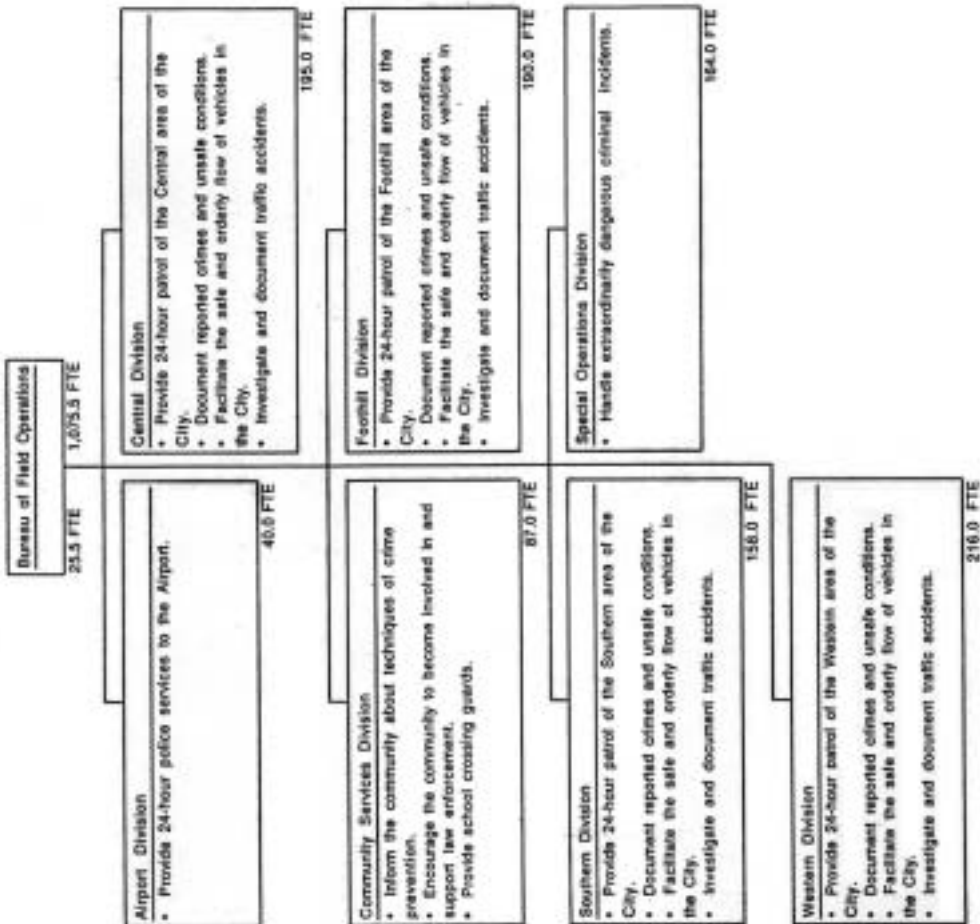 Bureau of Field Operations
25.5 FTE 1,075.5 FTE
Airport Division
• Provide 24-hour police services to the Airport.
40.0 FTE
Central Division
• Provide 24-hour patrol of the Central area of the
City.
• Document reported crimes and unsafe conditions.
• Facilitate the safe and orderly flow of vehicles in
the City.
• Investigate and document traffic accidents.
195.0 FTE
Community Services Division
• Inform the community about techniques of crime
prevention.
• Encourage the community to become involved in and
support law enforcement.
• Provide school crossing guards.
87.0 FTE
Foothill Division
• Provide 24-hour patrol of the Foothill area of the
City.
• Document reported crimes and unsafe conditions.
• Facilitate the safe and orderly flow of vehicles in
the City.
• Investigate and document traffic accidents.
190.0 FTE
Southern Division
• Provide 24-hour patrol of the Southern area of the
City.
• Document reported crimes and unsafe conditions.
• Facilitate the safe and orderly flow of vehicles in
the City.
• Investigate and document traffic accidents.
158.0 FTE
Special Operations Division
• Handle extraordinarily dangerous criminal incidents.
164.0 FTE
Western Division
• Provide 24-hour patrol of the Western area of the
City.
• Document reported crimes and unsafe conditions.
• Facilitate the safe and orderly flow of vehicles in
the City.
• Investigate and document traffic accidents.
216.0 FTE